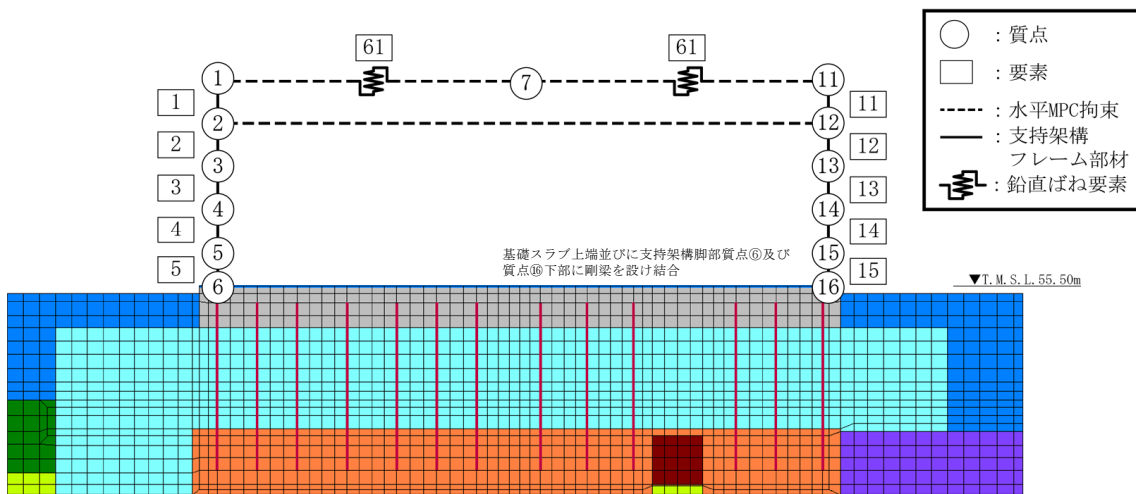 61
61
1
7
11
1
11
2
12
2
12
3
13
3
13
4
14
4
14
5
15
5
15
6
16
○ : 質点
□ : 要素
: 水平MPC拘束
: 支持架構
フレーム部材
: 鉛直ばね要素
基礎スラブ上端並びに支持架構脚部質点⑥及び
質点⑯下部に剛梁を設け結合
▼T.M.S.L.55.50m